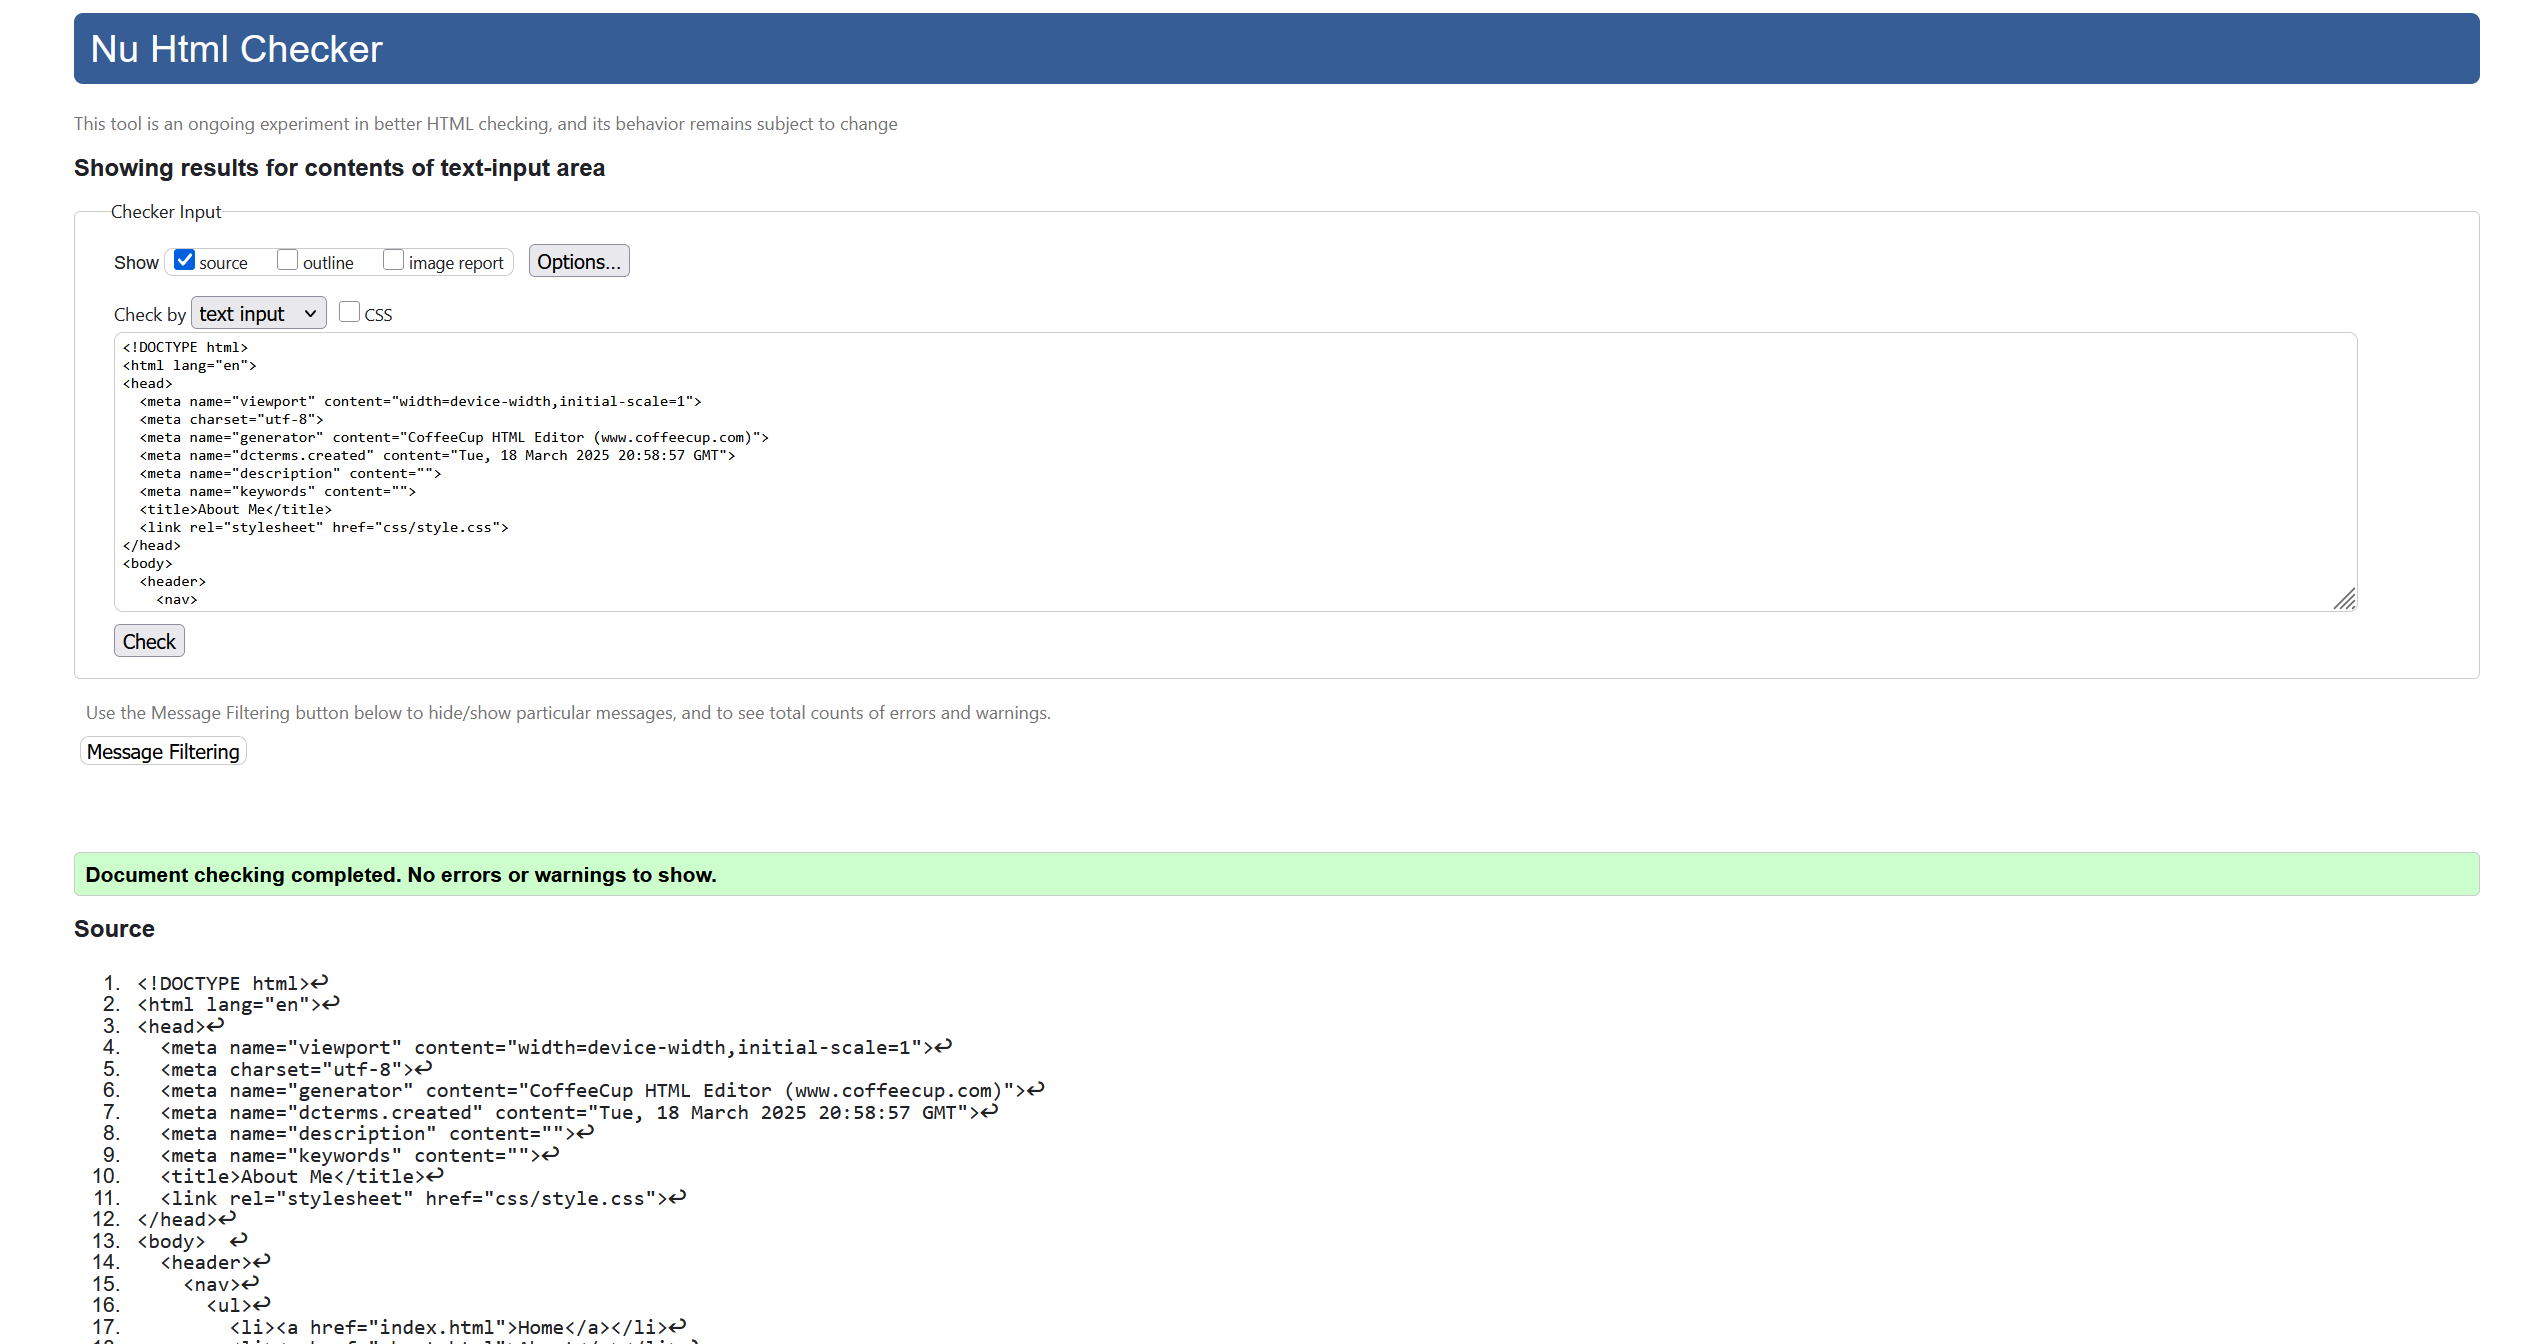 Nu Html Checker
This tool is an ongoing experiment in better HTML checking, and its behavior remains subject to change
Showing results for contents of text-input area
Checker Input
Show source outline image report Options...
Check by text input CSS
<!DOCTYPE html>
<html lang="en">
<head>
  <meta name="viewport" content="width=device-width,initial-scale=1">
  <meta charset="utf-8">
  <meta name="generator" content="CoffeeCup HTML Editor (www.coffeecup.com)">
  <meta name="dcterms.created" content="Tue, 18 March 2025 20:58:57 GMT">
  <meta name="description" content="">
  <meta name="keywords" content="">
  <title>About Me</title>
  <link rel="stylesheet" href="css/style.css">
</head>
<body>
  <header>
    <nav>
Check
Use the Message Filtering button below to hide/show particular messages, and to see total counts of errors and warnings.
Message Filtering
Document checking completed. No errors or warnings to show.
Source
1. <!DOCTYPE html>↩
2. <html lang="en">↩
3. <head>↩
4.   <meta name="viewport" content="width=device-width,initial-scale=1">↩
5.   <meta charset="utf-8">↩
6.   <meta name="generator" content="CoffeeCup HTML Editor (www.coffeecup.com)">↩
7.   <meta name="dcterms.created" content="Tue, 18 March 2025 20:58:57 GMT">↩
8.   <meta name="description" content="">↩
9.   <meta name="keywords" content="">↩
10.   <title>About Me</title>↩
11.   <link rel="stylesheet" href="css/style.css">↩
12. </head>↩
13. <body>  ↩
14.   <header>↩
15.     <nav>↩
16.       <ul>↩
17.         <li><a href="index.html">Home</a></li>↩